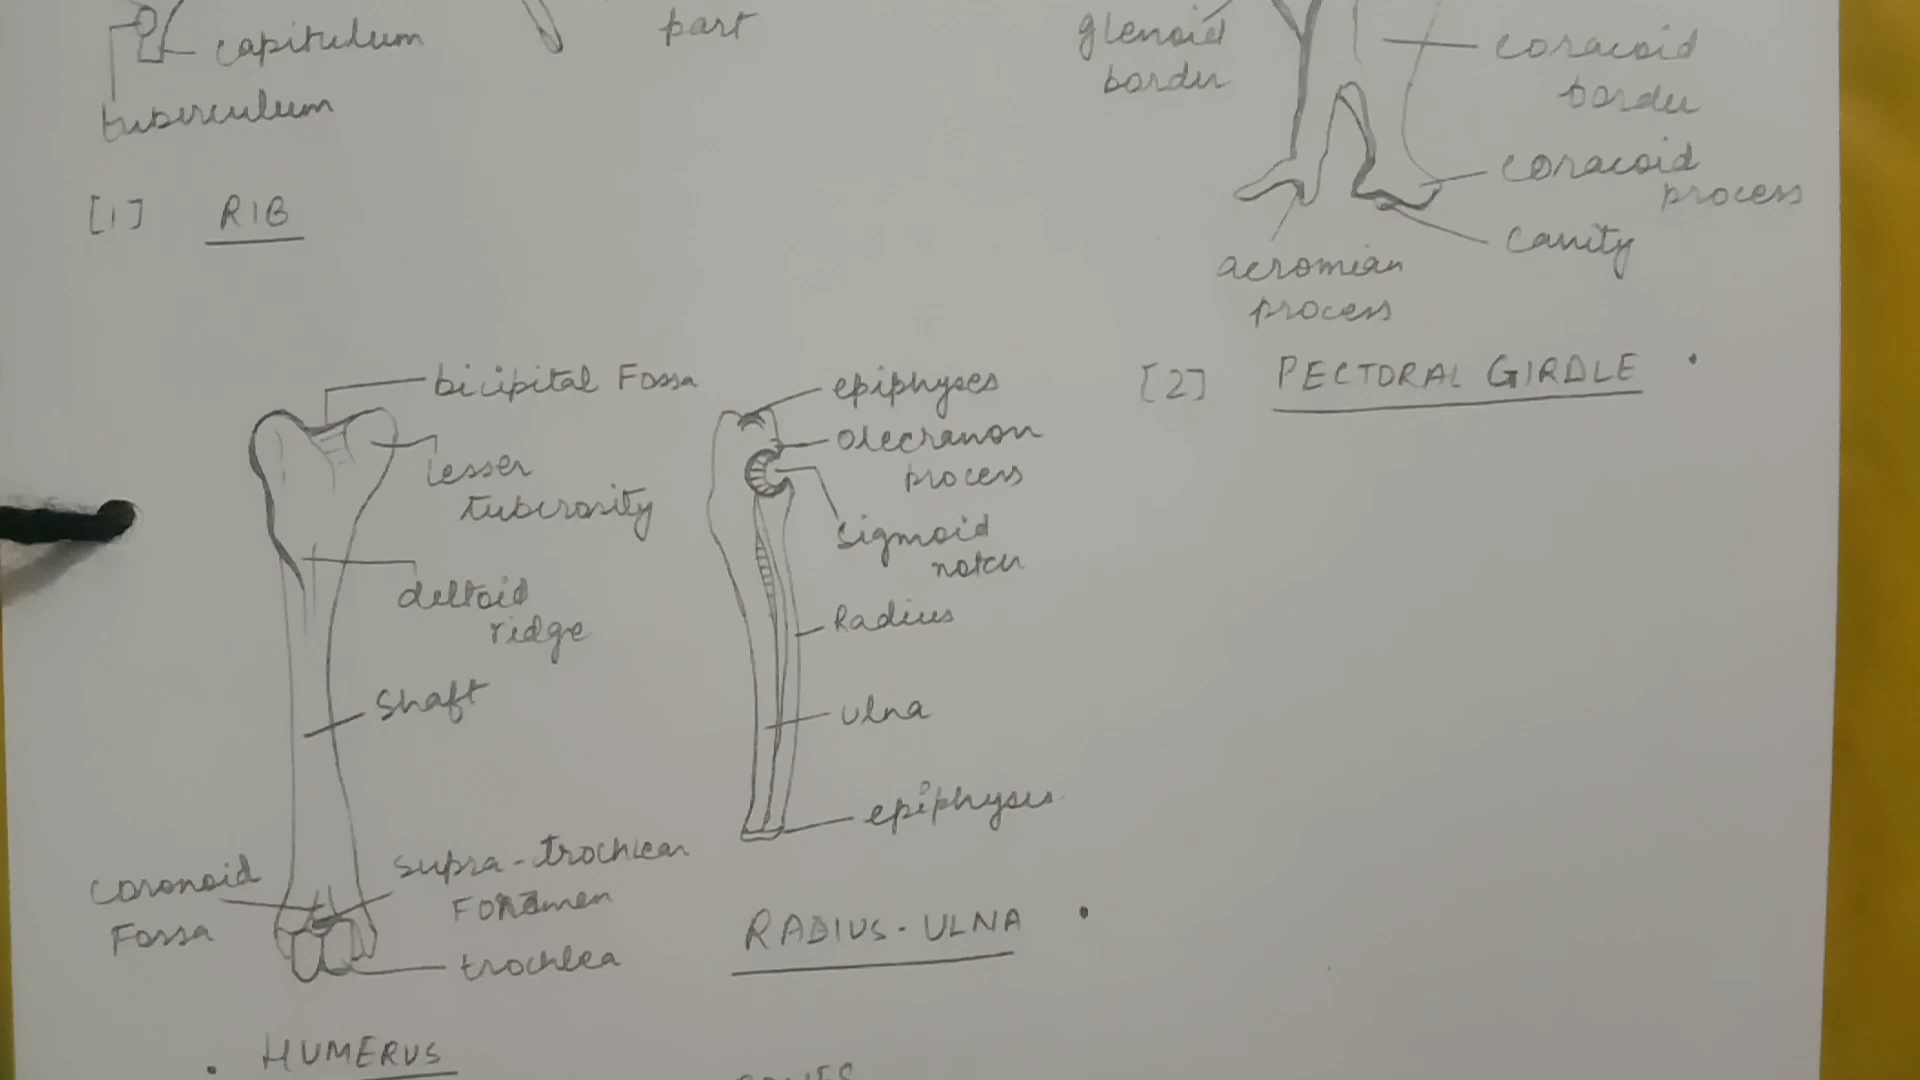 capitulum
part
tuberculum
[1] RIB
glenoid
border
coracoid
border
coracoid
process
cavity
acromian
process
[2] PECTORAL GIRDLE
bicipital Fossa
lesser
tuberosity
deltoid
ridge
Shaft
coronoid
Fossa
Supra-trochlear
Foramen
trochlea
HUMERUS
epiphyses
Olecranon
process
Sigmoid
notch
Radius
ulna
epiphysis
RADIUS-ULNA